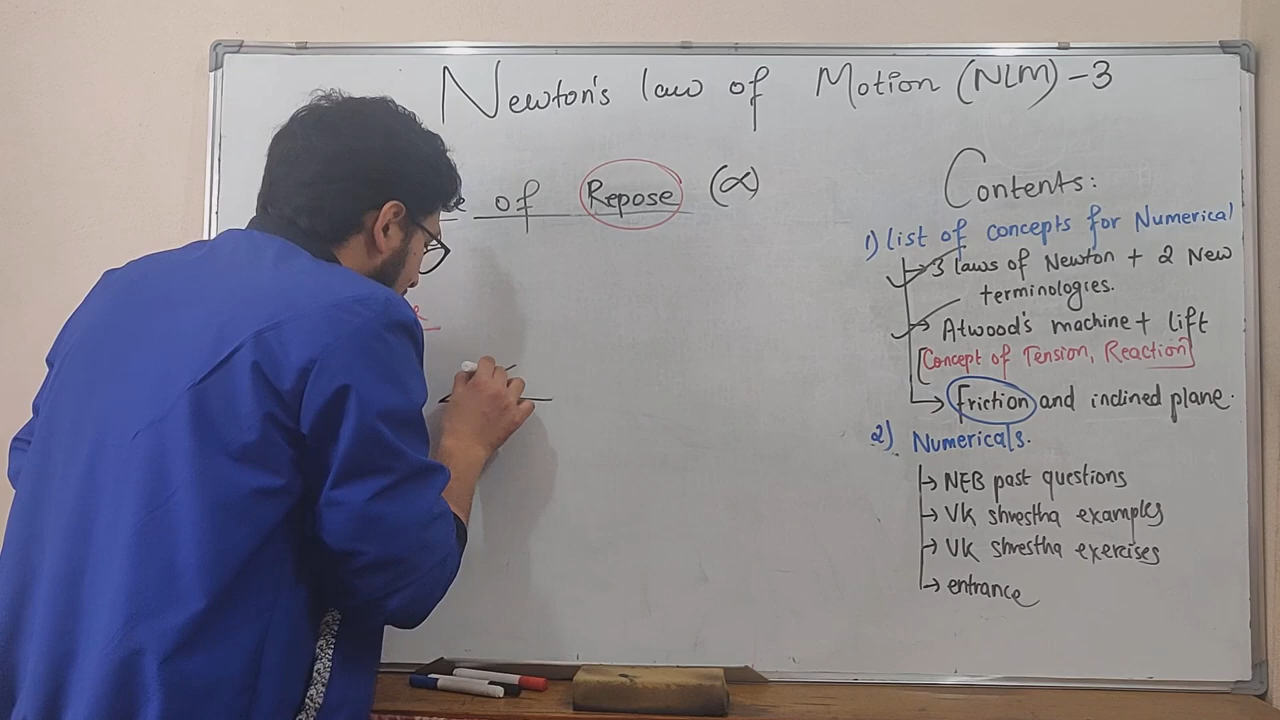 Newton's law of Motion (NLM) - 3
of Repose (α)
Contents:
1) list of concepts for Numerical
→ 3 laws of Newton + 2 New
terminologies.
→ Atwood's machine + lift
[Concept of Tension, Reaction]
→ friction and inclined plane.
2) Numericals.
→ NEB past questions
→ VK shrestha examples
→ VK shrestha exercises
→ entrance